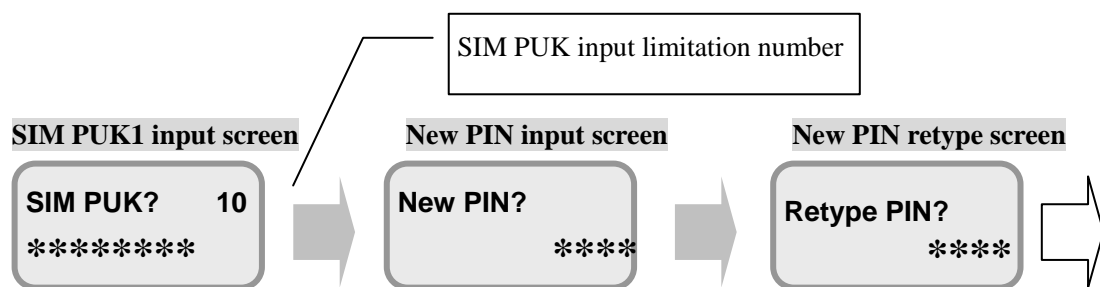 SIM PUK input limitation number
SIM PUK1 input screen
New PIN input screen
New PIN retype screen
SIM PUK? 10
********
New PIN?
****
Retype PIN?
****